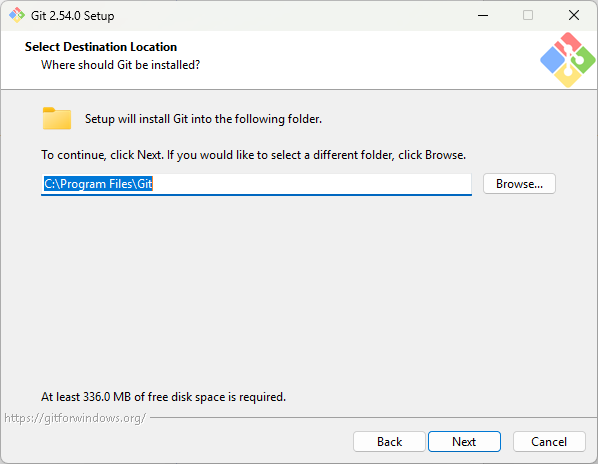 Git 2.54.0 Setup
Select Destination Location
Where should Git be installed?
Setup will install Git into the following folder.
To continue, click Next. If you would like to select a different folder, click Browse.
C:\Program Files\Git
Browse...
At least 336.0 MB of free disk space is required.
https://gitforwindows.org/
Back
Next
Cancel